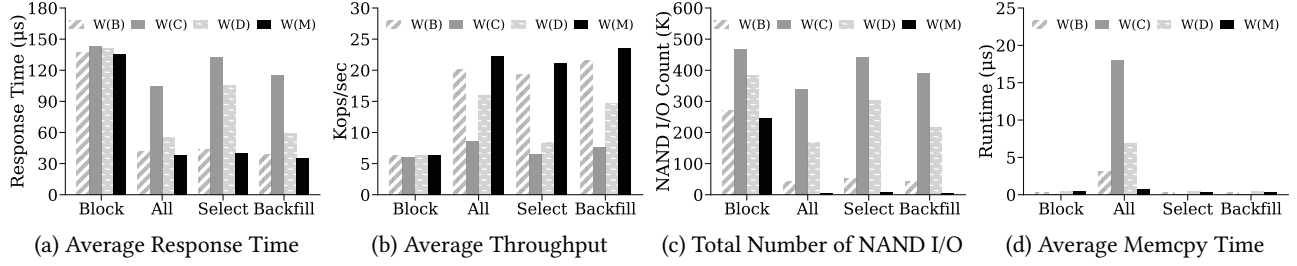 Response Time (μs)
180
150
120
90
60
30
0
W(B) W(C) W(D) W(M)
Block All Select Backfill
(a) Average Response Time
Kops/sec
30
25
20
15
10
5
0
W(B) W(C) W(D) W(M)
Block All Select Backfill
(b) Average Throughput
NAND I/O Count (K)
600
500
400
300
200
100
0
W(B) W(C) W(D) W(M)
Block All Select Backfill
(c) Total Number of NAND I/O
Runtime (μs)
25
20
15
10
5
0
W(B) W(C) W(D) W(M)
Block All Select Backfill
(d) Average Memcpy Time